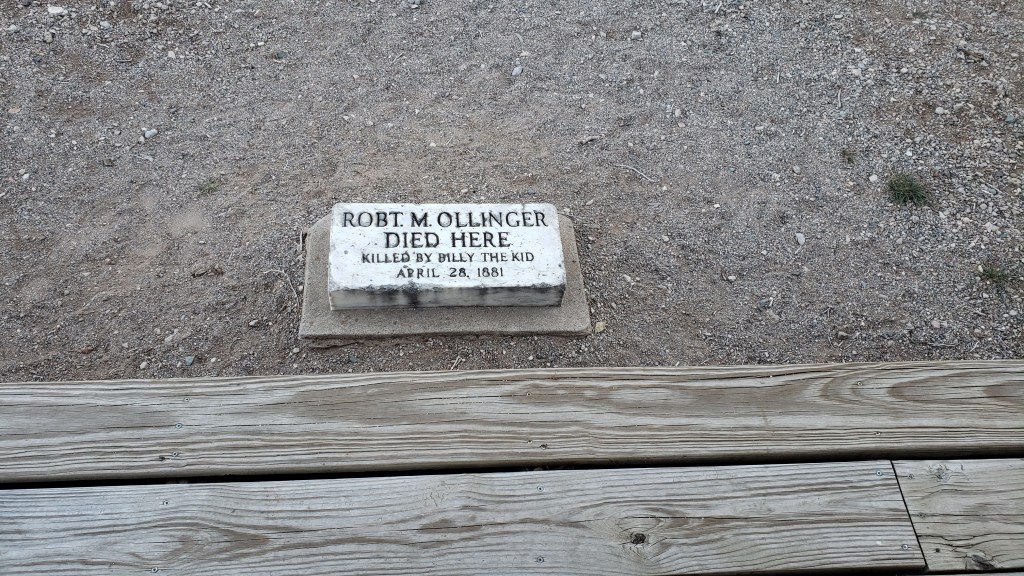 ROBT. M. OLLINGER
DIED HERE
KILLED BY BILLY THE KID
APRIL 28, 1881